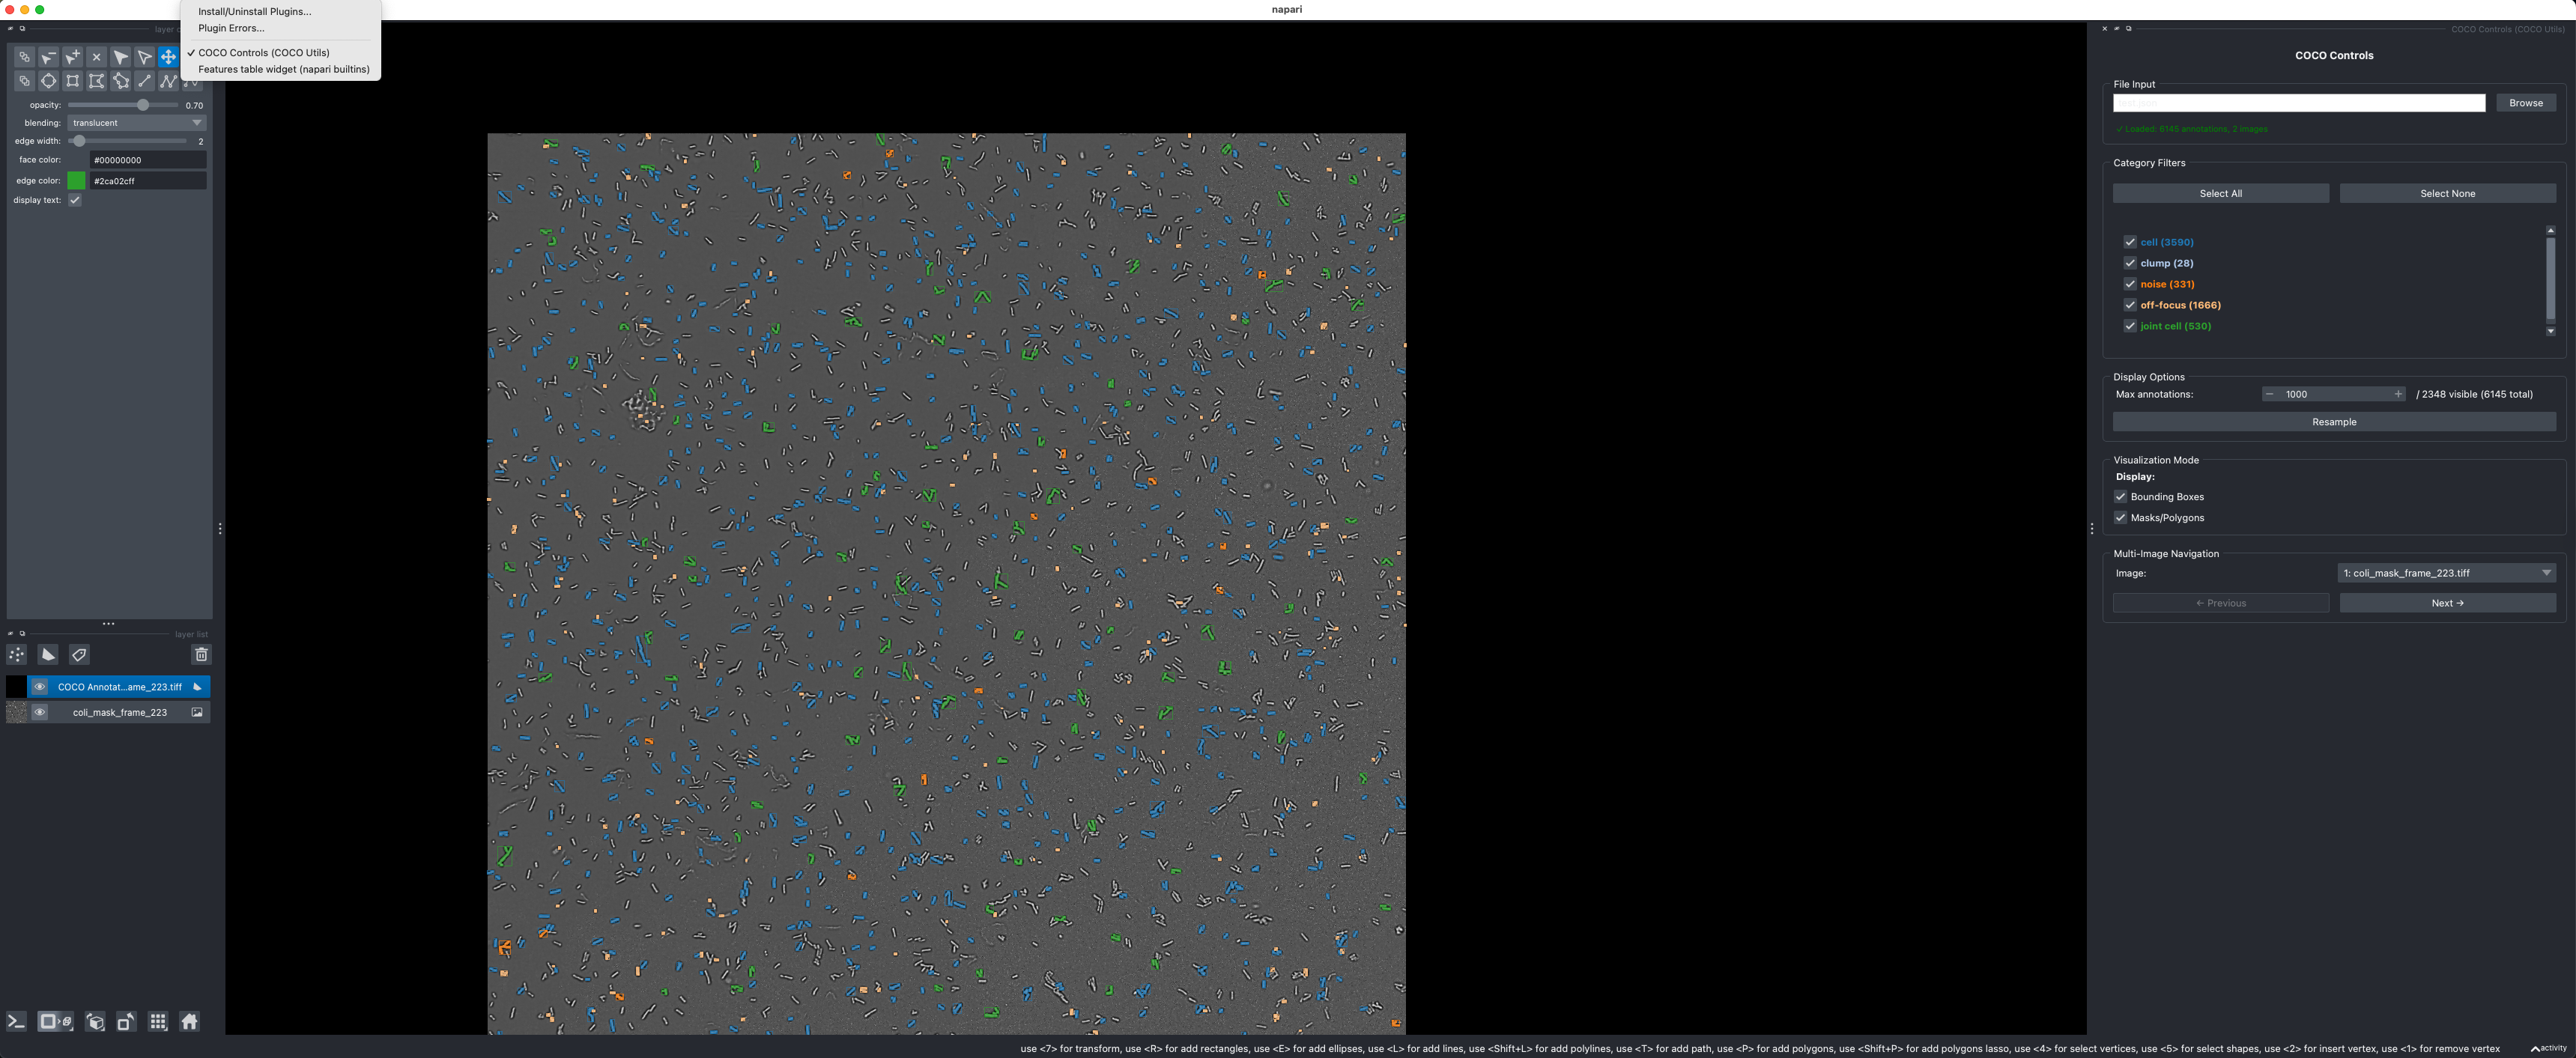 napari
Install/Uninstall Plugins...
Plugin Errors...
✓ COCO Controls (COCO Utils)
Features table widget (napari builtins)
opacity: 0.70
blending: translucent
edge width: 2
face color: #00000000
edge color: #2ca02cff
display text:
layer list
COCO Annotat...ame_223.tiff
coli_mask_frame_223
COCO Controls (COCO Utils)
COCO Controls
File Input
Browse
✓ Loaded: 6145 annotations, 2 images
Category Filters
Select All Select None
cell (3590)
clump (28)
noise (331)
off-focus (1666)
joint cell (530)
Display Options
Max annotations: − 1000 + / 2348 visible (6145 total)
Resample
Visualization Mode
Display:
Bounding Boxes
Masks/Polygons
Multi-Image Navigation
Image: 1: coli_mask_frame_223.tiff
← Previous Next →
use <7> for transform, use <R> for add rectangles, use <E> for add ellipses, use <L> for add lines, use <Shift+L> for add polylines, use <T> for add path, use <P> for add polygons, use <Shift+P> for add polygons lasso, use <4> for select vertices, use <5> for select shapes, use <2> for insert vertex, use <1> for remove vertex activity